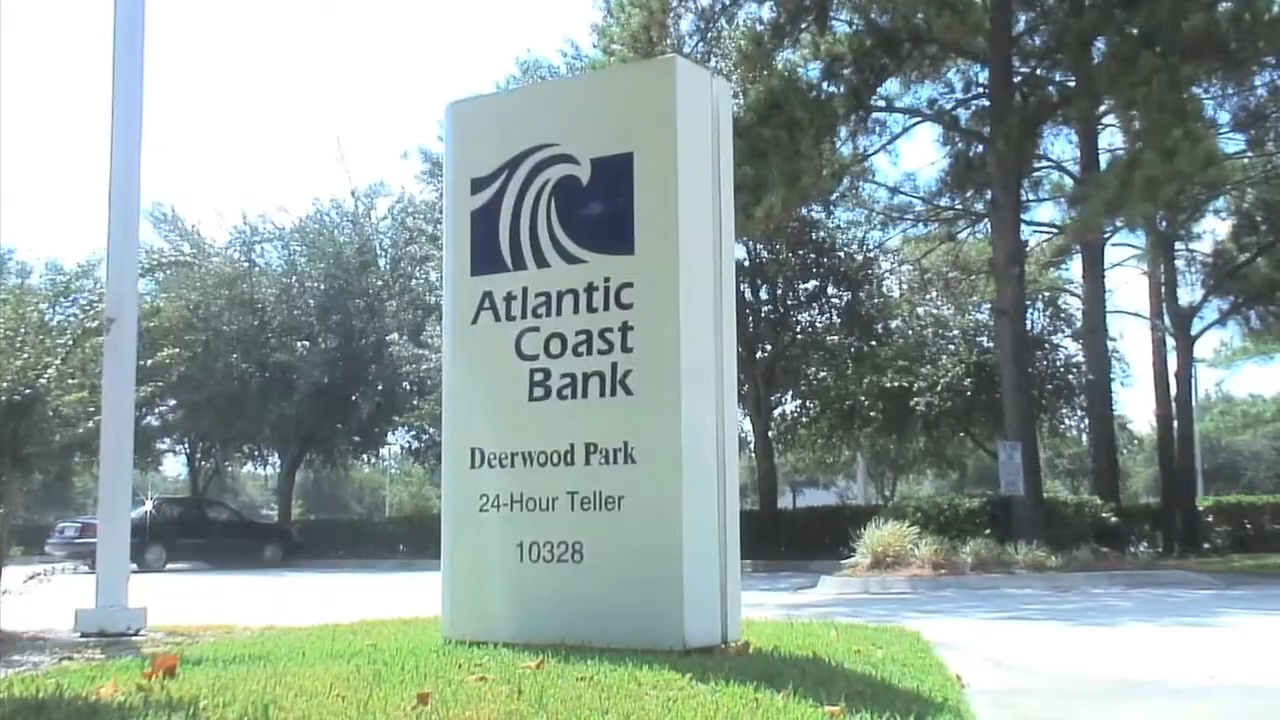 Atlantic
Coast
Bank
Deerwood Park
24-Hour Teller
10328